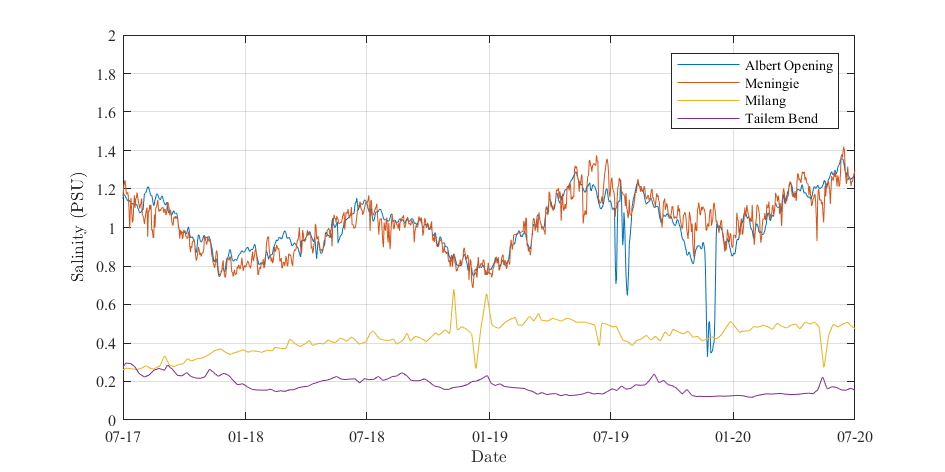 2
1.8
1.6
1.4
1.2
1
0.8
0.6
0.4
0.2
0
Salinity (PSU)
Albert Opening
Meningie
Milang
Tailem Bend
07-17 01-18 07-18 01-19 07-19 01-20 07-20
Date